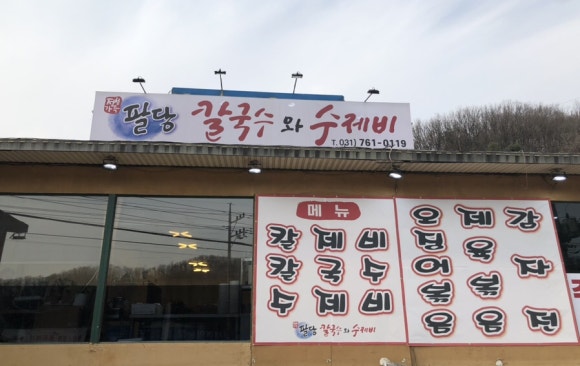 팔당 칼국수 와 수제비
T. 031) 761-0119
메뉴
칼제비
칼국수
수제비
팔당 칼국수 와 수제비
오징어볶음
제육볶음
감자전